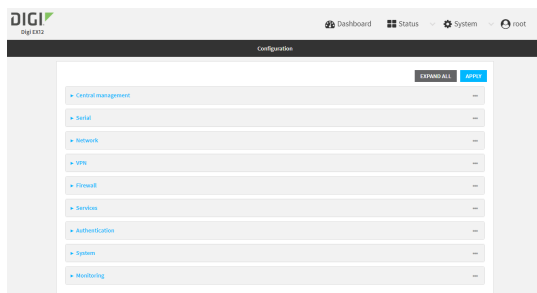 DIGI
Digi EX12
Dashboard Status System root
Configuration
EXPAND ALL APPLY
Central management
Serial
Network
VPN
Firewall
Services
Authentication
System
Monitoring